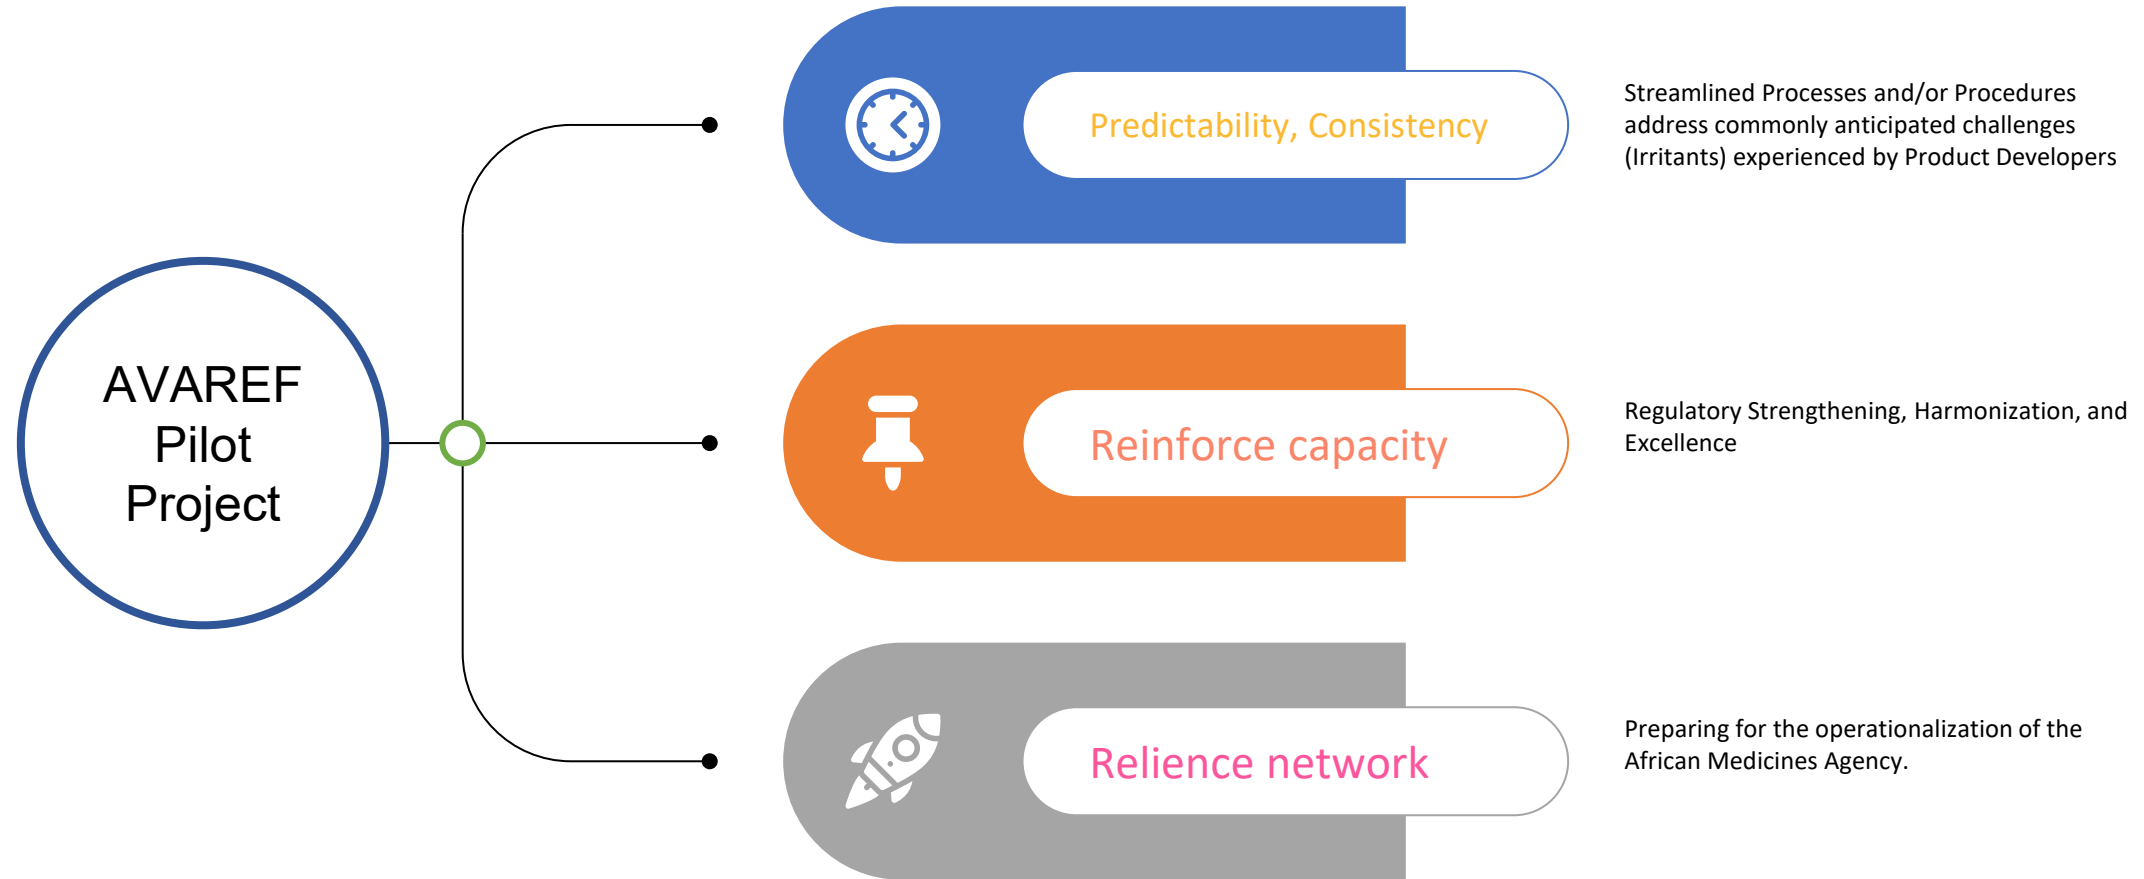 AVAREF
Pilot
Project
Predictability, Consistency
Streamlined Processes and/or Procedures
address commonly anticipated challenges
(Irritants) experienced by Product Developers
Reinforce capacity
Regulatory Strengthening, Harmonization, and
Excellence
Relience network
Preparing for the operationalization of the
African Medicines Agency.